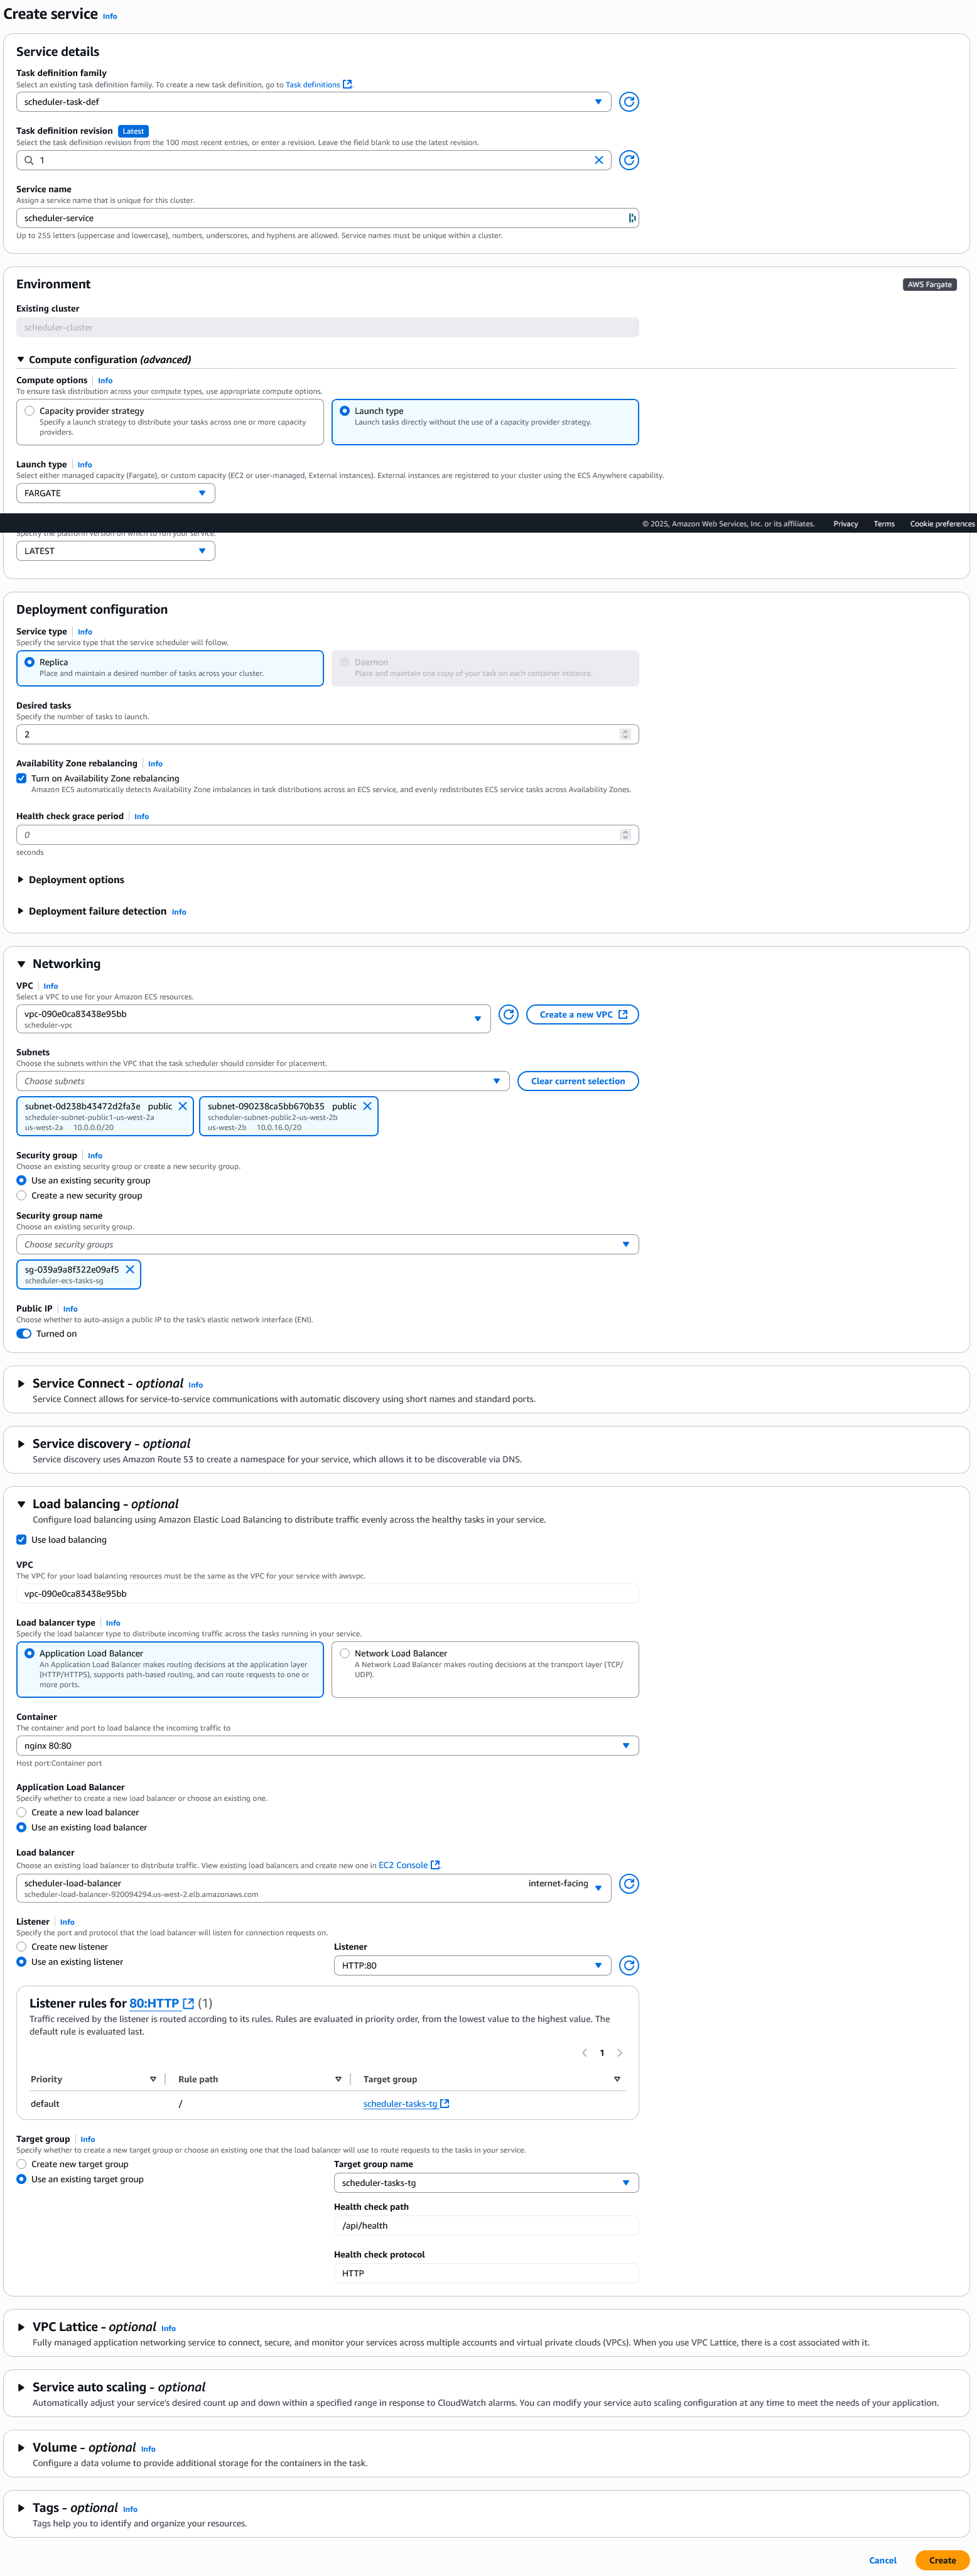 Create service Info
Service details
Task definition family
Select an existing task definition family. To create a new task definition, go to Task definitions.
scheduler-task-def
Task definition revision Latest
Select the task definition revision from the 100 most recent entries, or enter a revision. Leave the field blank to use the latest revision.
1
Service name
Assign a service name that is unique for this cluster.
scheduler-service
Up to 255 letters (uppercase and lowercase), numbers, underscores, and hyphens are allowed. Service names must be unique within a cluster.
Environment AWS Fargate
Existing cluster
scheduler-cluster
Compute configuration (advanced)
Compute options Info
To ensure task distribution across your compute types, use appropriate compute options.
Capacity provider strategy
Specify a launch strategy to distribute your tasks across one or more capacity
providers.
Launch type
Launch tasks directly without the use of a capacity provider strategy.
Launch type Info
Select either managed capacity (Fargate), or custom capacity (EC2 or user-managed, External instances). External instances are registered to your cluster using the ECS Anywhere capability.
FARGATE
© 2025, Amazon Web Services, Inc. or its affiliates. Privacy Terms Cookie preferences
Specify the platform version on which to run your service.
LATEST
Deployment configuration
Service type Info
Specify the service type that the service scheduler will follow.
Replica
Place and maintain a desired number of tasks across your cluster.
Daemon
Place and maintain one copy of your task on each container instance.
Desired tasks
Specify the number of tasks to launch.
2
Availability Zone rebalancing Info
Turn on Availability Zone rebalancing
Amazon ECS automatically detects Availability Zone imbalances in task distributions across an ECS service, and evenly redistributes ECS service tasks across Availability Zones.
Health check grace period Info
0
seconds
Deployment options
Deployment failure detection Info
Networking
VPC Info
Select a VPC to use for your Amazon ECS resources.
vpc-090e0ca83438e95bb
scheduler-vpc
Create a new VPC
Subnets
Choose the subnets within the VPC that the task scheduler should consider for placement.
Choose subnets
Clear current selection
subnet-0d238b43472d2fa3e public
scheduler-subnet-public1-us-west-2a
us-west-2a 10.0.0.0/20
subnet-090238ca5bb670b35 public
scheduler-subnet-public2-us-west-2b
us-west-2b 10.0.16.0/20
Security group Info
Choose an existing security group or create a new security group.
Use an existing security group
Create a new security group
Security group name
Choose an existing security group.
Choose security groups
sg-039a9a8f322e09af5
scheduler-ecs-tasks-sg
Public IP Info
Choose whether to auto-assign a public IP to the task's elastic network interface (ENI).
Turned on
Service Connect - optional Info
Service Connect allows for service-to-service communications with automatic discovery using short names and standard ports.
Service discovery - optional
Service discovery uses Amazon Route 53 to create a namespace for your service, which allows it to be discoverable via DNS.
Load balancing - optional
Configure load balancing using Amazon Elastic Load Balancing to distribute traffic evenly across the healthy tasks in your service.
Use load balancing
VPC
The VPC for your load balancing resources must be the same as the VPC for your service with awsvpc.
vpc-090e0ca83438e95bb
Load balancer type Info
Specify the load balancer type to distribute incoming traffic across the tasks running in your service.
Application Load Balancer
An Application Load Balancer makes routing decisions at the application layer
(HTTP/HTTPS), supports path-based routing, and can route requests to one or
more ports.
Network Load Balancer
A Network Load Balancer makes routing decisions at the transport layer (TCP/
UDP).
Container
The container and port to load balance the incoming traffic to
nginx 80:80
Host port:Container port
Application Load Balancer
Specify whether to create a new load balancer or choose an existing one.
Create a new load balancer
Use an existing load balancer
Load balancer
Choose an existing load balancer to distribute traffic. View existing load balancers and create new one in EC2 Console.
scheduler-load-balancer internet-facing
scheduler-load-balancer-920094294.us-west-2.elb.amazonaws.com
Listener Info
Specify the port and protocol that the load balancer will listen for connection requests on.
Create new listener
Use an existing listener
Listener
HTTP:80
Listener rules for 80:HTTP (1)
Traffic received by the listener is routed according to its rules. Rules are evaluated in priority order, from the lowest value to the highest value. The
default rule is evaluated last.
1
Priority Rule path Target group
default / scheduler-tasks-tg
Target group Info
Specify whether to create a new target group or choose an existing one that the load balancer will use to route requests to the tasks in your service.
Create new target group
Use an existing target group
Target group name
scheduler-tasks-tg
Health check path
/api/health
Health check protocol
HTTP
VPC Lattice - optional Info
Fully managed application networking service to connect, secure, and monitor your services across multiple accounts and virtual private clouds (VPCs). When you use VPC Lattice, there is a cost associated with it.
Service auto scaling - optional
Automatically adjust your service's desired count up and down within a specified range in response to CloudWatch alarms. You can modify your service auto scaling configuration at any time to meet the needs of your application.
Volume - optional Info
Configure a data volume to provide additional storage for the containers in the task.
Tags - optional Info
Tags help you to identify and organize your resources.
Cancel Create